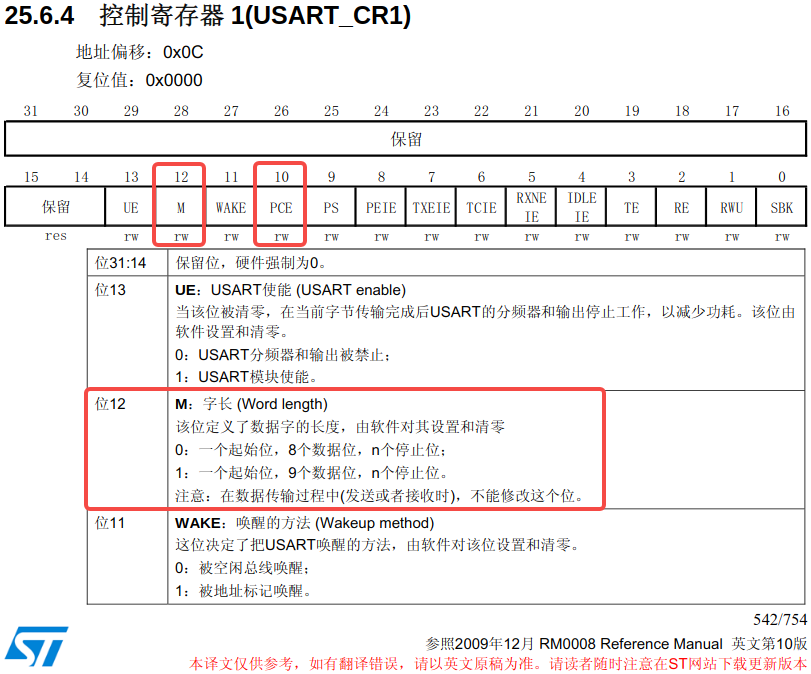 25.6.4 控制寄存器 1(USART_CR1)
地址偏移：0x0C
复位值：0x0000
31 30 29 28 27 26 25 24 23 22 21 20 19 18 17 16
保留
15 14 13 12 11 10 9 8 7 6 5 4 3 2 1 0
保留 UE M WAKE PCE PS PEIE TXEIE TCIE RXNE IE IDLE IE TE RE RWU SBK
res rw rw rw rw rw rw rw rw rw rw rw rw rw rw
位31:14 保留位，硬件强制为0。
位13 UE：USART使能 (USART enable)
当该位被清零，在当前字节传输完成后USART的分频器和输出停止工作，以减少功耗。该位由
软件设置和清零。
0：USART分频器和输出被禁止；
1：USART模块使能。
位12 M：字长 (Word length)
该位定义了数据字的长度，由软件对其设置和清零
0：一个起始位，8个数据位，n个停止位；
1：一个起始位，9个数据位，n个停止位。
注意：在数据传输过程中(发送或者接收时)，不能修改这个位。
位11 WAKE：唤醒的方法 (Wakeup method)
这位决定了把USART唤醒的方法，由软件对该位设置和清零。
0：被空闲总线唤醒；
1：被地址标记唤醒。
542/754
参照2009年12月 RM0008 Reference Manual 英文第10版
本译文仅供参考，如有翻译错误，请以英文原稿为准。请读者随时注意在ST网站下载更新版本
ST